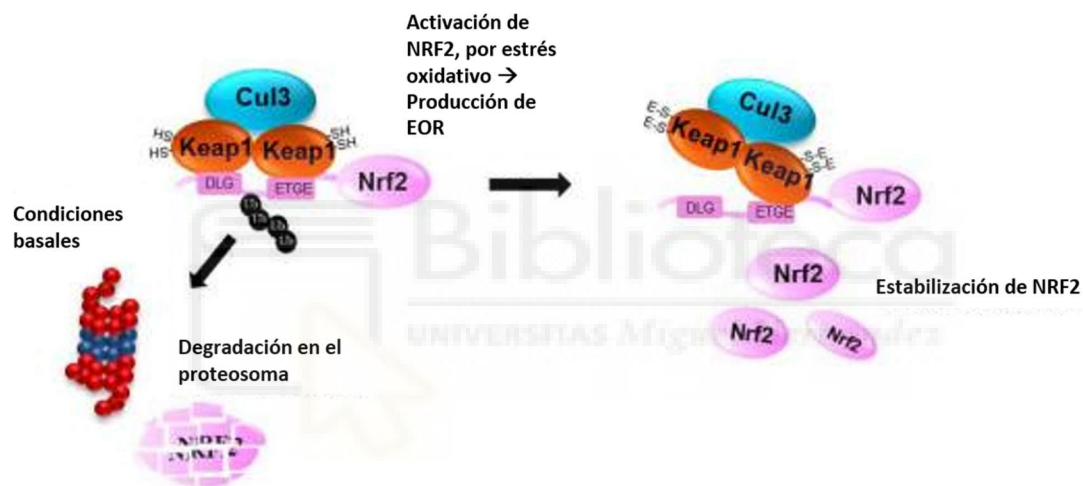 Activación de
NRF2, por estrés
oxidativo →
Producción de
EOR
Cul3
HS
HS
Keap1
Keap1
SH
SH
DLG
ETGE
Nrf2
Condiciones
basales
Ub
Ub
Ub
Ub
Degradación en el
proteosoma
Cul3
E-S
E-S
Keap1
Keap1
S-E
S-E
DLG
ETGE
Nrf2
Nrf2
Nrf2
Nrf2
Estabilización de NRF2
Biblioteca
UNIVERSITAS Miguel Hernández